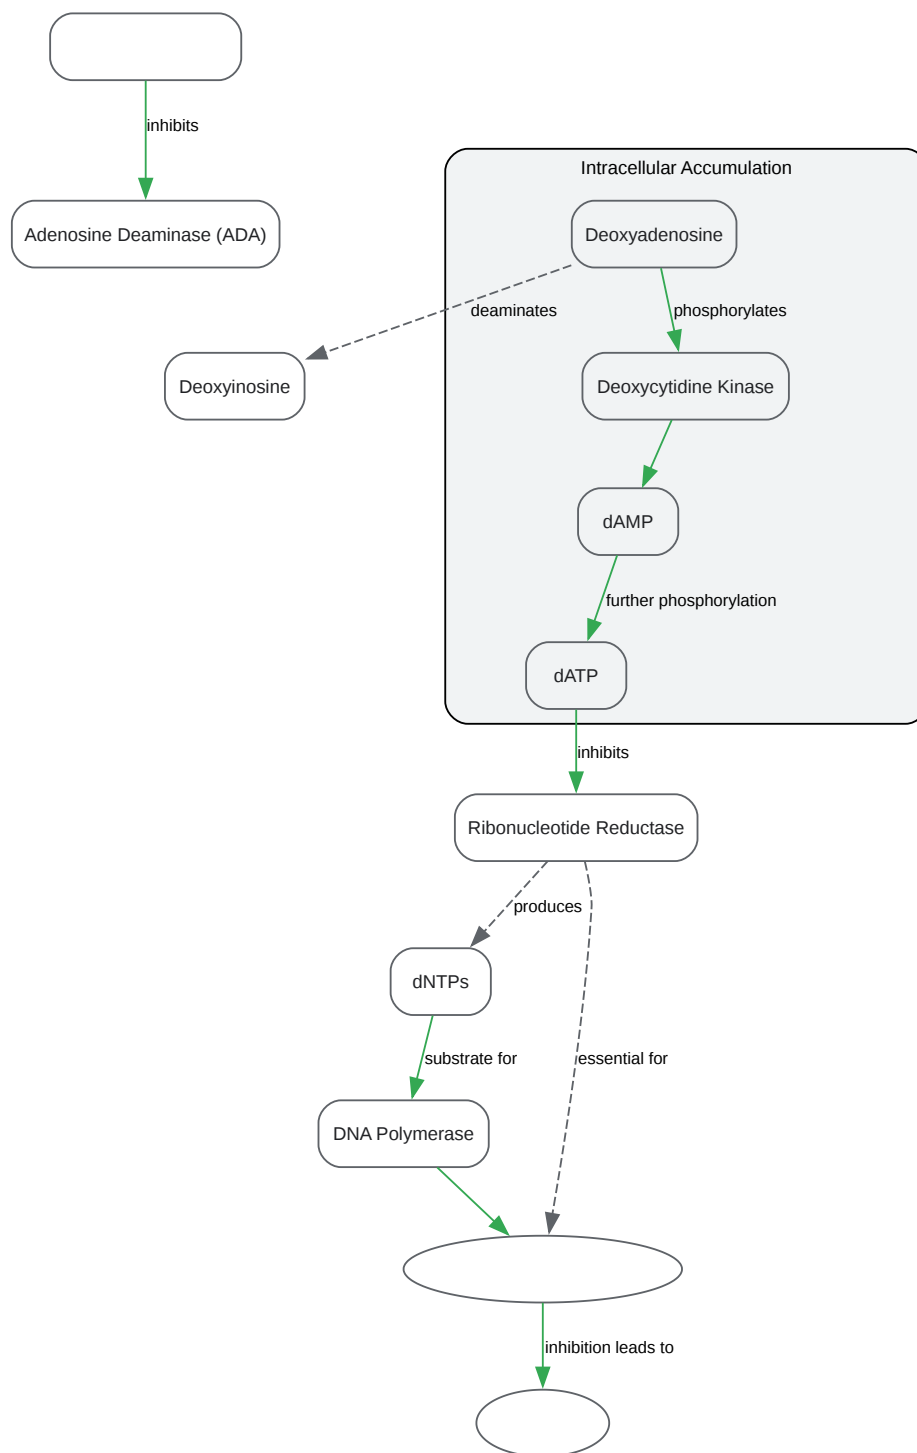 inhibits
Intracellular Accumulation
Adenosine Deaminase (ADA)
Deoxyadenosine
deaminates
phosphorylates
Deoxyinosine
Deoxycytidine Kinase
dAMP
further phosphorylation
dATP
inhibits
Ribonucleotide Reductase
produces
dNTPs
substrate for
essential for
DNA Polymerase
inhibition leads to